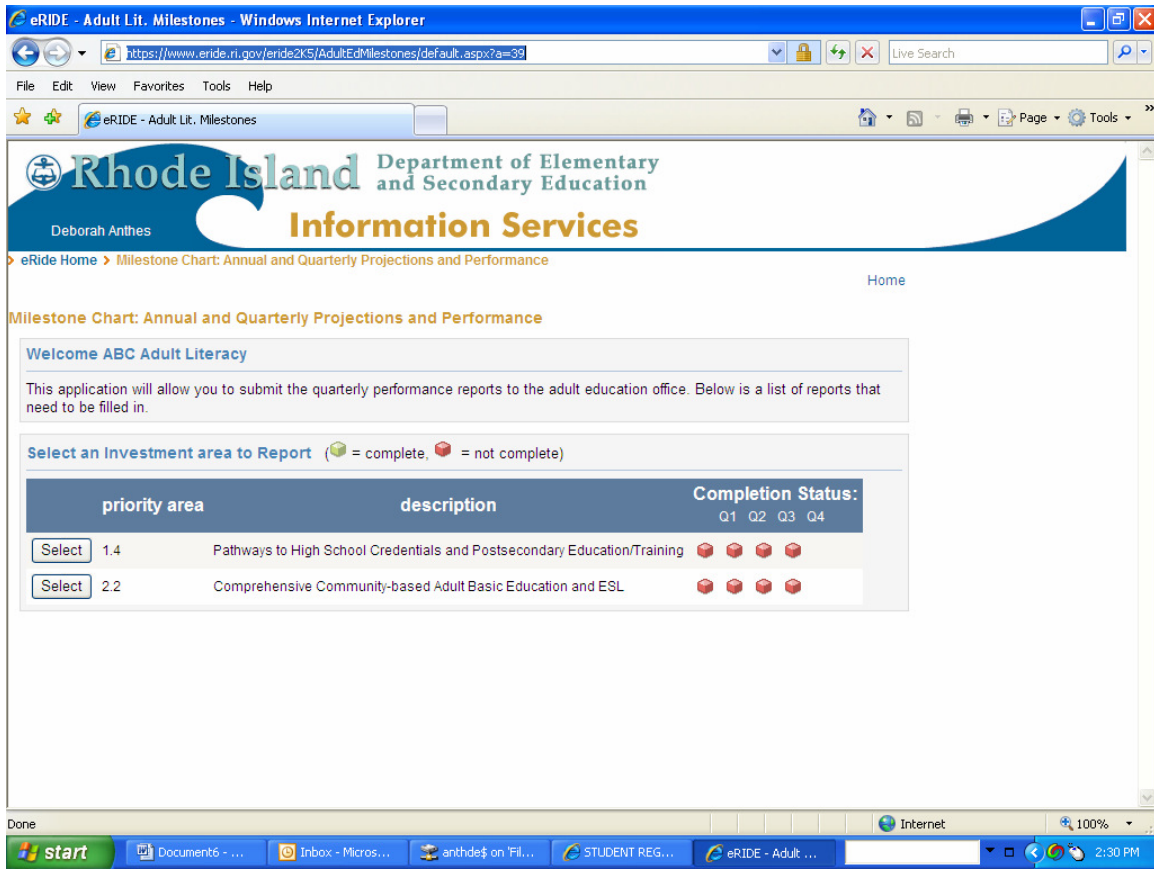 eRIDE - Adult Lit. Milestones - Windows Internet Explorer
https://www.eride.ri.gov/eride2K5/AdultEdMilestones/default.aspx?a=39
Live Search
File Edit View Favorites Tools Help
eRIDE - Adult Lit. Milestones
Page Tools »
Rhode Island Department of Elementary
and Secondary Education
Information Services
Deborah Anthes
> eRide Home > Milestone Chart: Annual and Quarterly Projections and Performance
Home
Milestone Chart: Annual and Quarterly Projections and Performance
Welcome ABC Adult Literacy
This application will allow you to submit the quarterly performance reports to the adult education office. Below is a list of reports that
need to be filled in.
Select an Investment area to Report ( = complete, = not complete)
priority area description Completion Status:
Q1 Q2 Q3 Q4
Select 1.4 Pathways to High School Credentials and Postsecondary Education/Training
Select 2.2 Comprehensive Community-based Adult Basic Education and ESL
Done Internet 100%
start Document6 - ... Inbox - Micros... anthde$ on 'Fil... STUDENT REG... eRIDE - Adult ... 2:30 PM